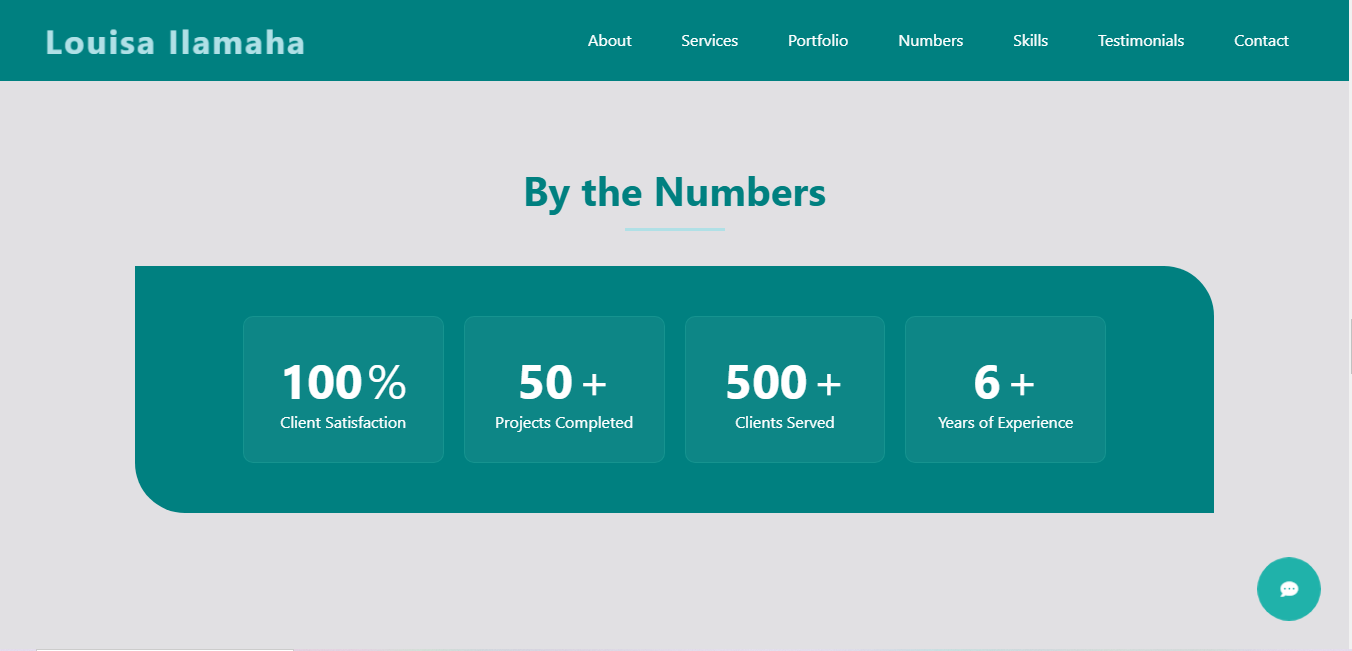 Louisa Ilamaha
About Services Portfolio Numbers Skills Testimonials Contact
By the Numbers
100 %
Client Satisfaction
50 +
Projects Completed
500 +
Clients Served
6 +
Years of Experience